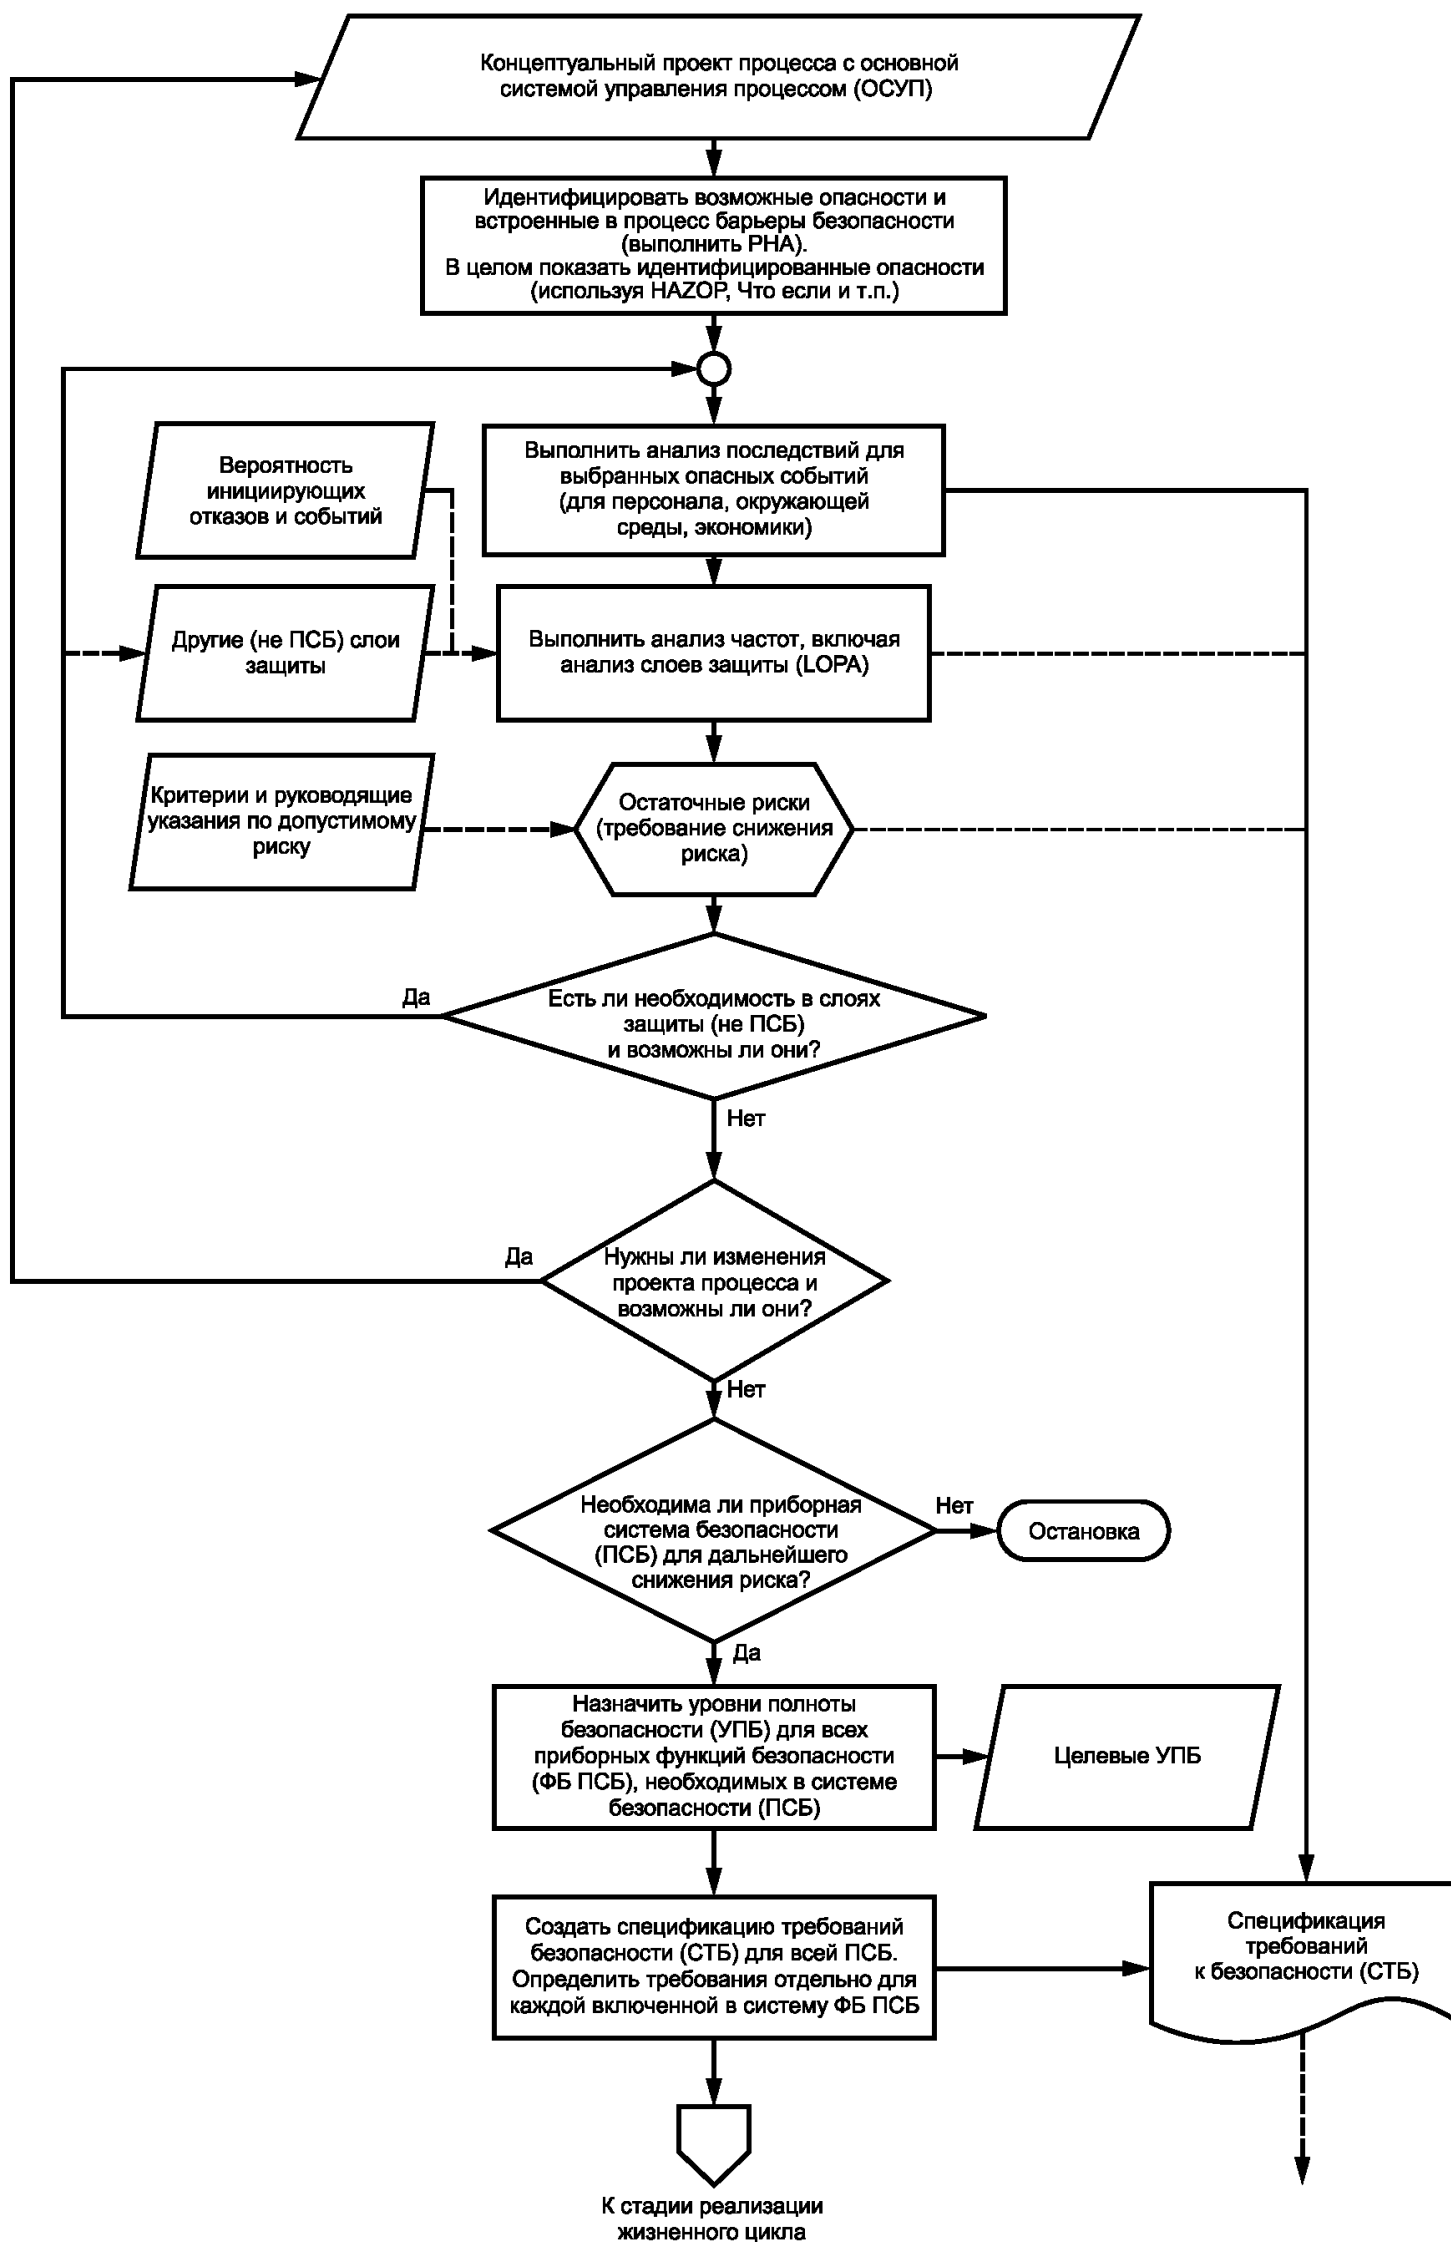 Концептуальный проект процесса с основной
системой управления процессом (ОСУП)
Идентифицировать возможные опасности и
встроенные в процесс барьеры безопасности
(выполнить PHA).
В целом показать идентифицированные опасности
(используя HAZOP, Что если и т.п.)
Вероятность
инициирующих
отказов и событий
Выполнить анализ последствий для
выбранных опасных событий
(для персонала, окружающей
среды, экономики)
Другие (не ПСБ) слои
защиты
Выполнить анализ частот, включая
анализ слоев защиты (LOPA)
Критерии и руководящие
указания по допустимому
риску
Остаточные риски
(требование снижения
риска)
Да
Есть ли необходимость в слоях
защиты (не ПСБ)
и возможны ли они?
Нет
Да
Нужны ли изменения
проекта процесса и
возможны ли они?
Нет
Необходима ли приборная
система безопасности
(ПСБ) для дальнейшего
снижения риска?
Нет
Остановка
Да
Назначить уровни полноты
безопасности (УПБ) для всех
приборных функций безопасности
(ФБ ПСБ), необходимых в системе
безопасности (ПСБ)
Целевые УПБ
Создать спецификацию требований
безопасности (СТБ) для всей ПСБ.
Определить требования отдельно для
каждой включенной в систему ФБ ПСБ
Спецификация
требований
к безопасности (СТБ)
К стадии реализации
жизненного цикла